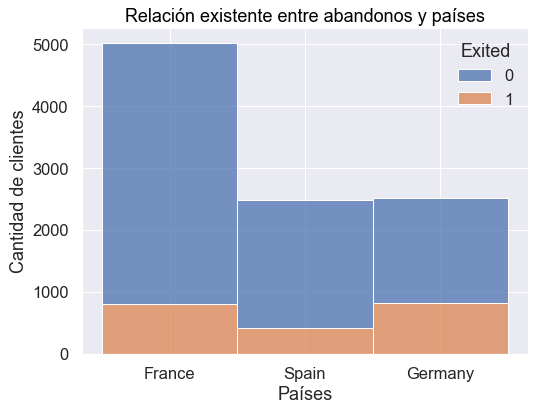 Relación existente entre abandonos y países
Cantidad de clientes
5000
4000
3000
2000
1000
0
Exited
0
1
France
Spain
Germany
Países